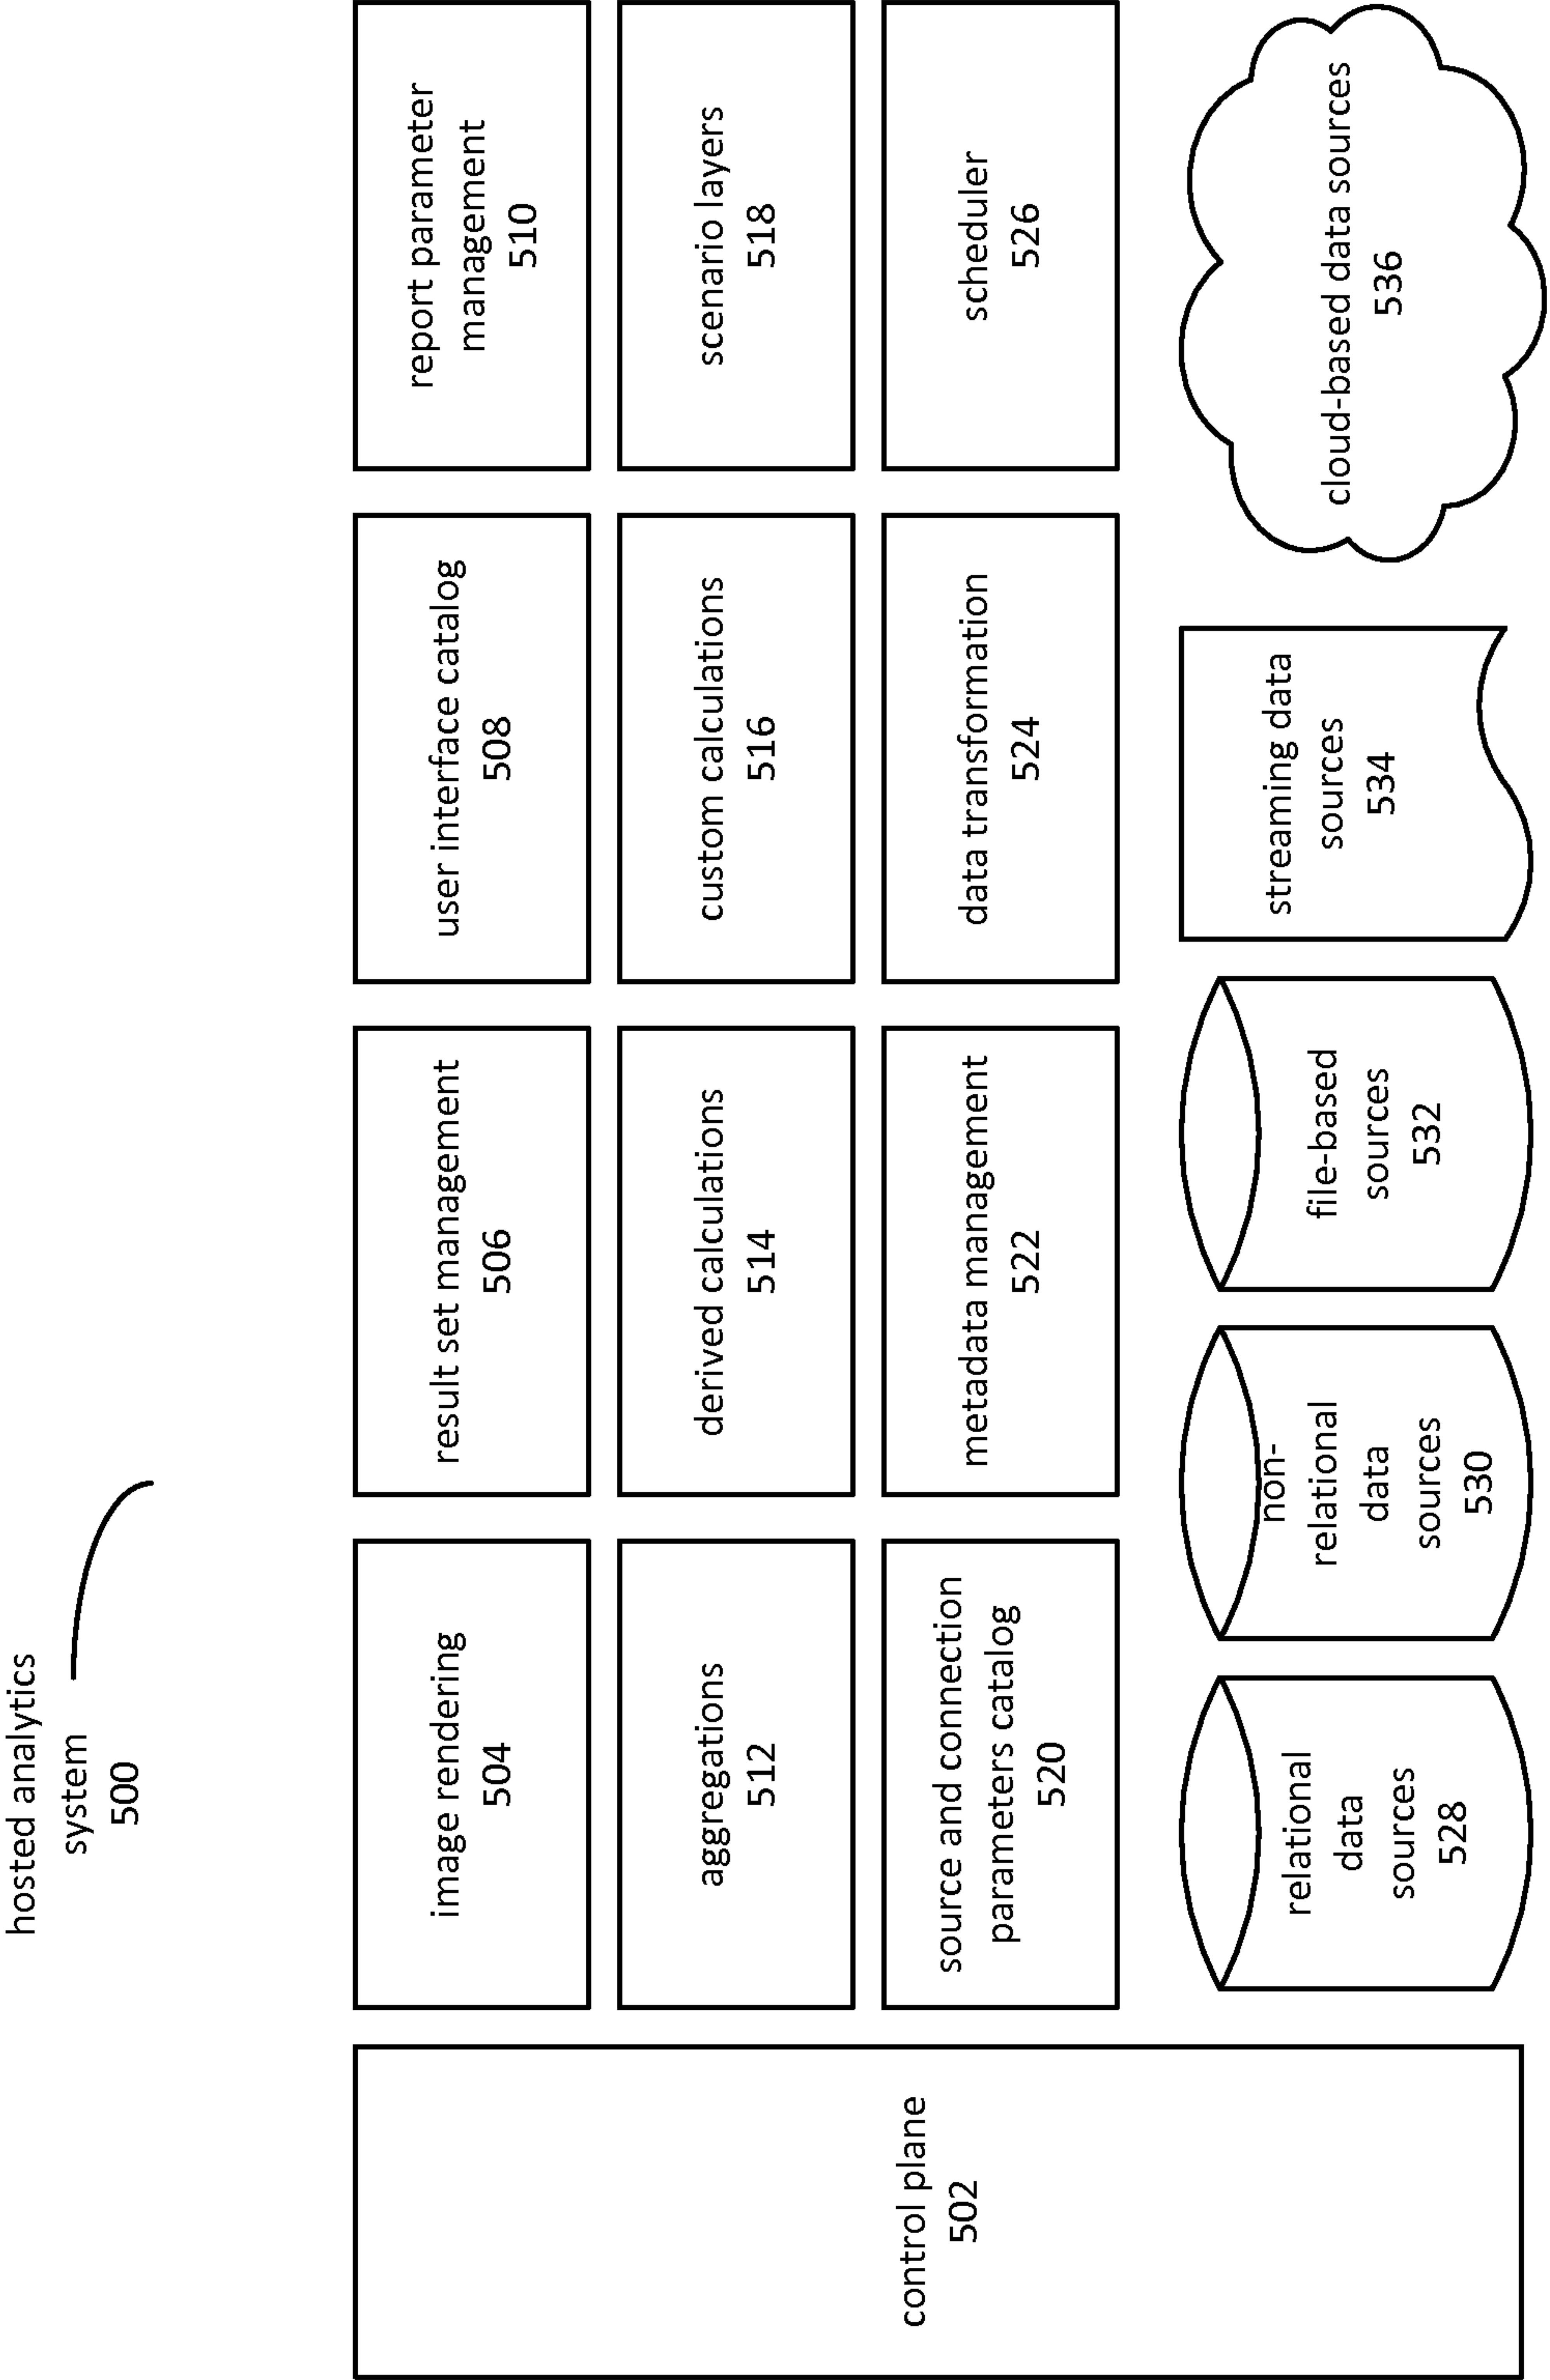 hosted analytics
system
500
control plane
502
image rendering
504
result set management
506
user interface catalog
508
report parameter
management
510
aggregations
512
derived calculations
514
custom calculations
516
scenario layers
518
source and connection
parameters catalog
520
metadata management
522
data transformation
524
scheduler
526
relational
data
sources
528
non-
relational
data
sources
530
file-based
sources
532
streaming data
sources
534
cloud-based data sources
536